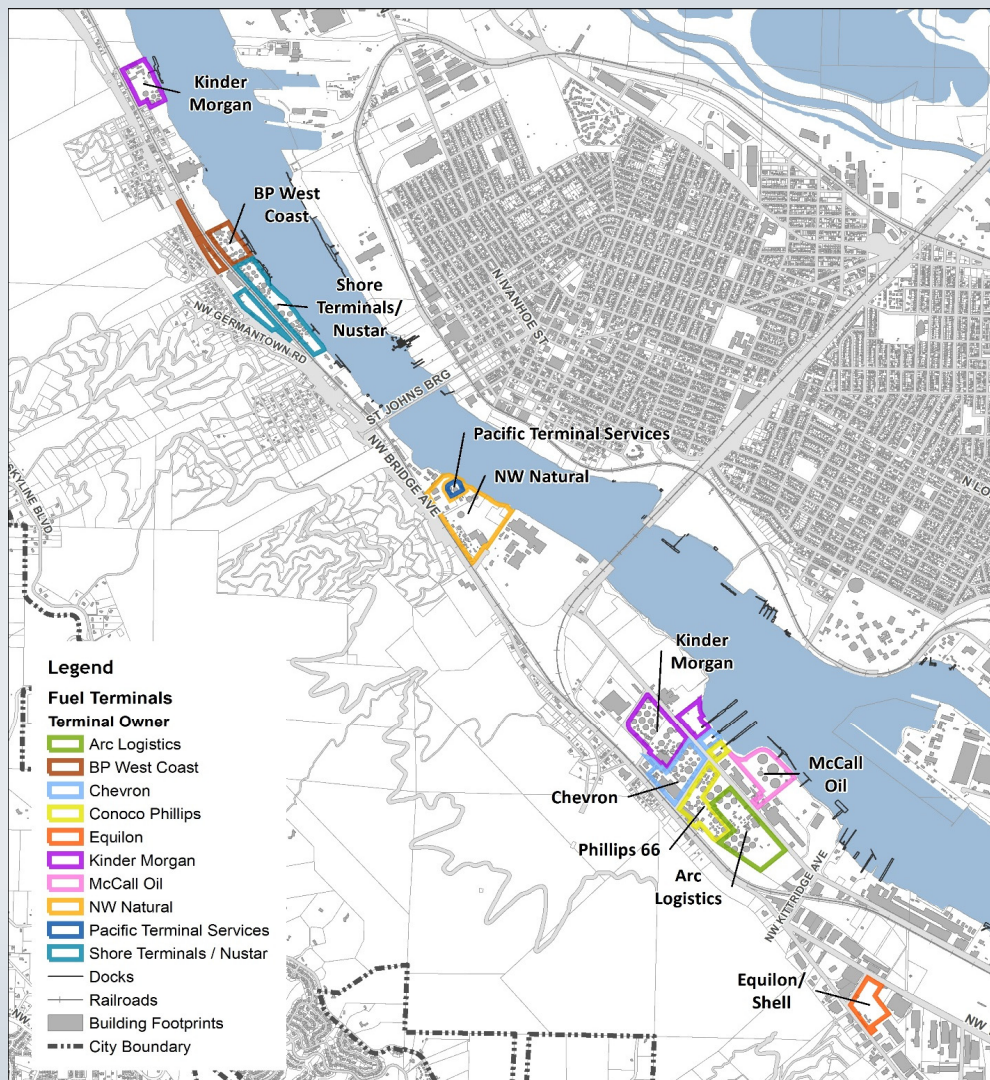 Kinder
Morgan
BP West
Coast
Shore
Terminals/
Nustar
NW GERMANTOWN RD
N IVANHOE ST
ST JOHNS BRG
NW BRIDGE AVE
Pacific Terminal Services
NW Natural
SKYLINE BLVD
N LO
Kinder
Morgan
McCall
Oil
Chevron
Phillips 66
Arc
Logistics
NW KITTRIDGE AVE
Equilon/
Shell
NW
NW
Legend
Fuel Terminals
Terminal Owner
Arc Logistics
BP West Coast
Chevron
Conoco Phillips
Equilon
Kinder Morgan
McCall Oil
NW Natural
Pacific Terminal Services
Shore Terminals / Nustar
Docks
Railroads
Building Footprints
City Boundary